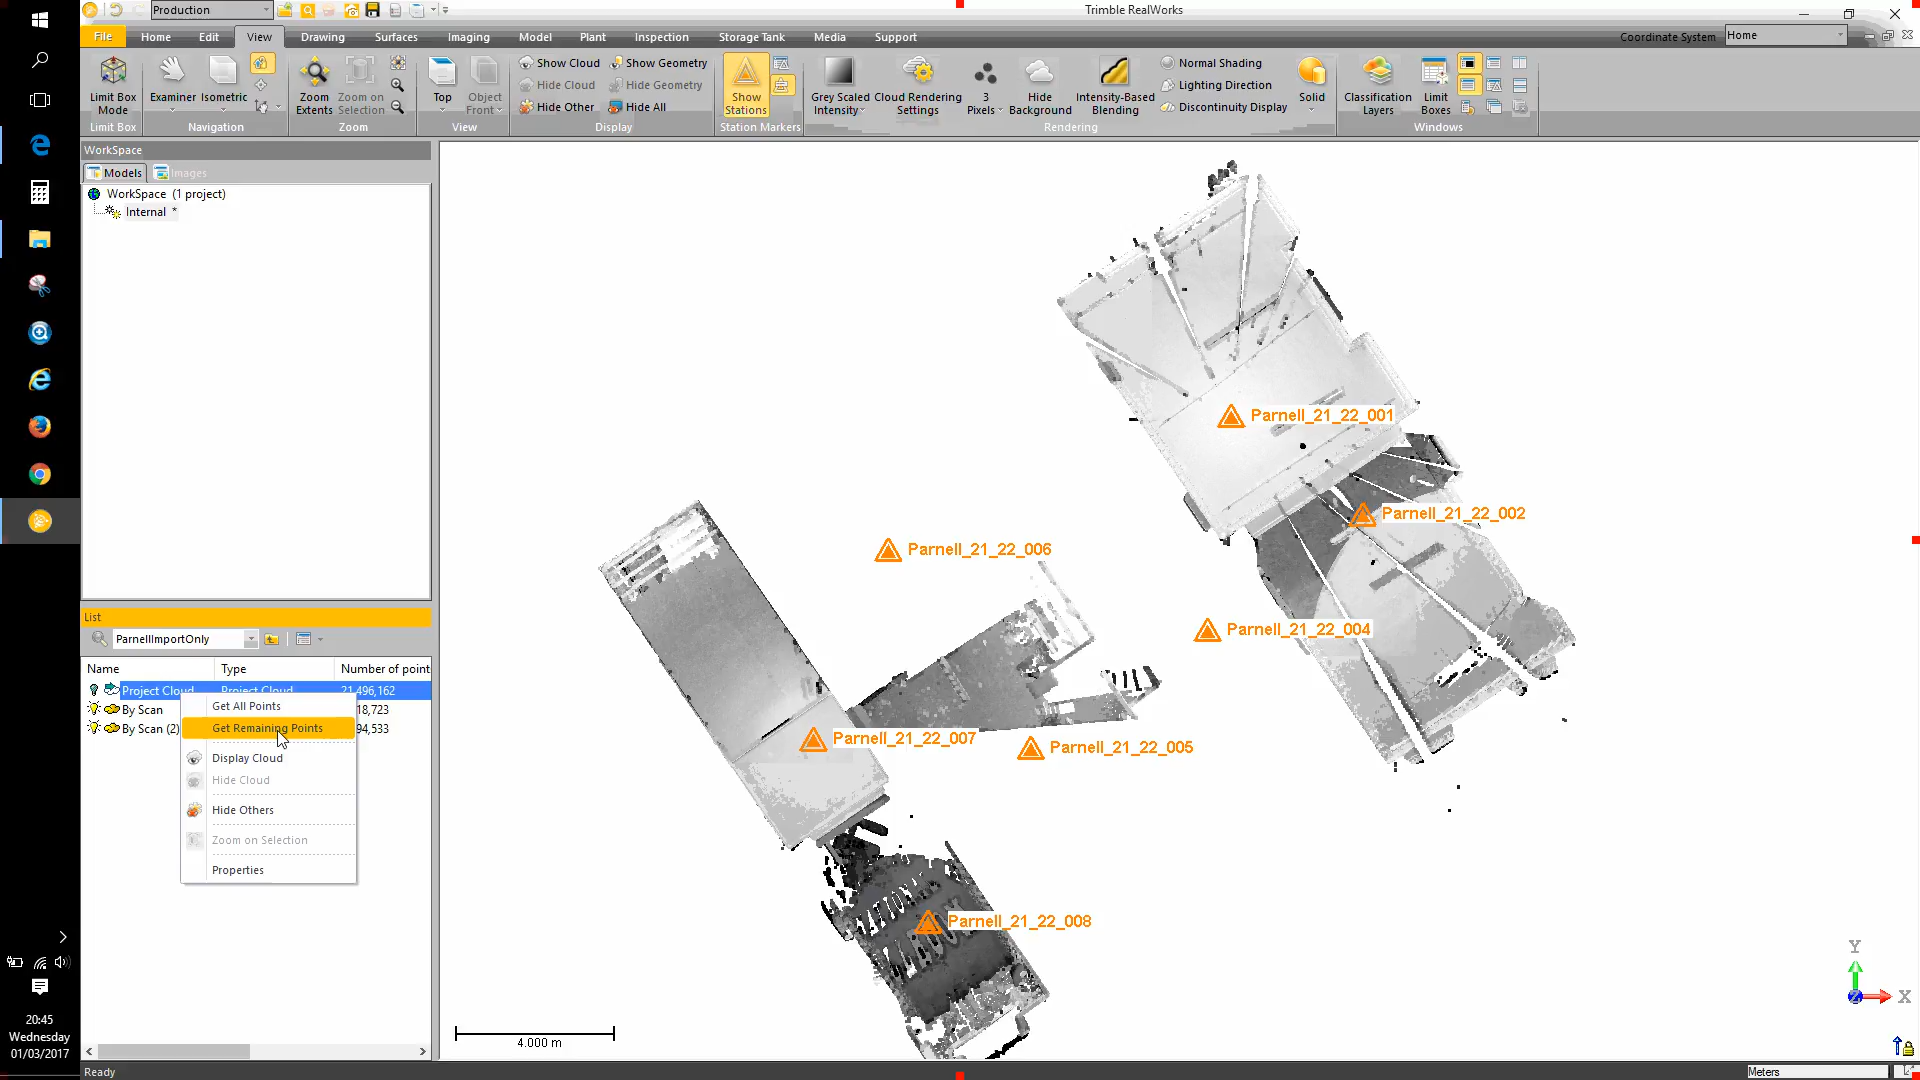 Production
Trimble RealWorks
File
Home
Edit
View
Drawing
Surfaces
Imaging
Model
Plant
Inspection
Storage Tank
Media
Support
Coordinate System
Home
Limit Box Mode
Limit Box
Examiner
Isometric
Navigation
Zoom Extents
Zoom on Selection
Zoom
Top
Object Front
View
Show Cloud
Hide Cloud
Hide Other
Show Geometry
Hide Geometry
Hide All
Display
Show Stations
Station Markers
Grey Scaled Intensity
Cloud Rendering Settings
3 Pixels
Hide Background
Intensity-Based Blending
Normal Shading
Lighting Direction
Discontinuity Display
Solid
Rendering
Classification Layers
Limit Boxes
Windows
WorkSpace
Models
Images
WorkSpace (1 project)
Internal *
List
ParnellImportOnly
Name
Type
Number of point
Project Cloud
Project Cloud
21,496,162
By Scan
18,723
By Scan (2)
94,533
Get All Points
Get Remaining Points
Display Cloud
Hide Cloud
Hide Others
Zoom on Selection
Properties
Parnell_21_22_001
Parnell_21_22_002
Parnell_21_22_006
Parnell_21_22_004
Parnell_21_22_007
Parnell_21_22_005
Parnell_21_22_008
4.000 m
Y
Z
X
20:45
Wednesday
01/03/2017
Ready
Meters